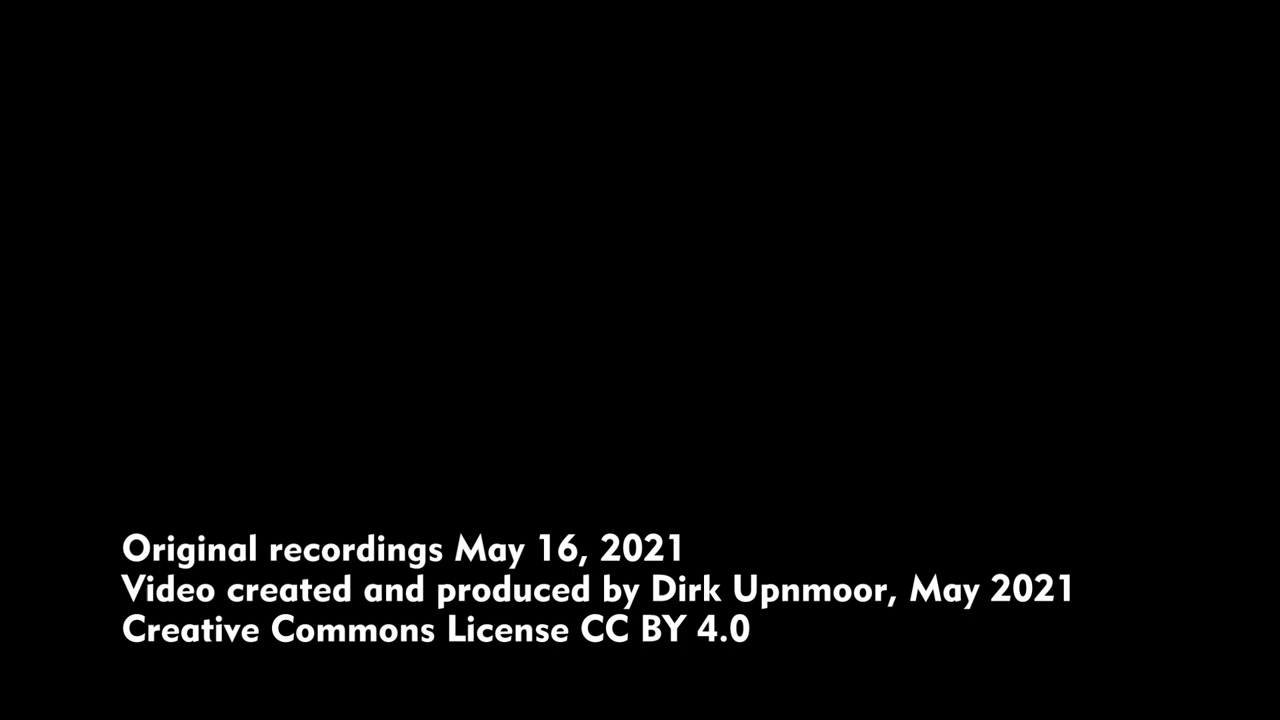 Original recordings May 16, 2021
Video created and produced by Dirk Upnmoor, May 2021
Creative Commons License CC BY 4.0